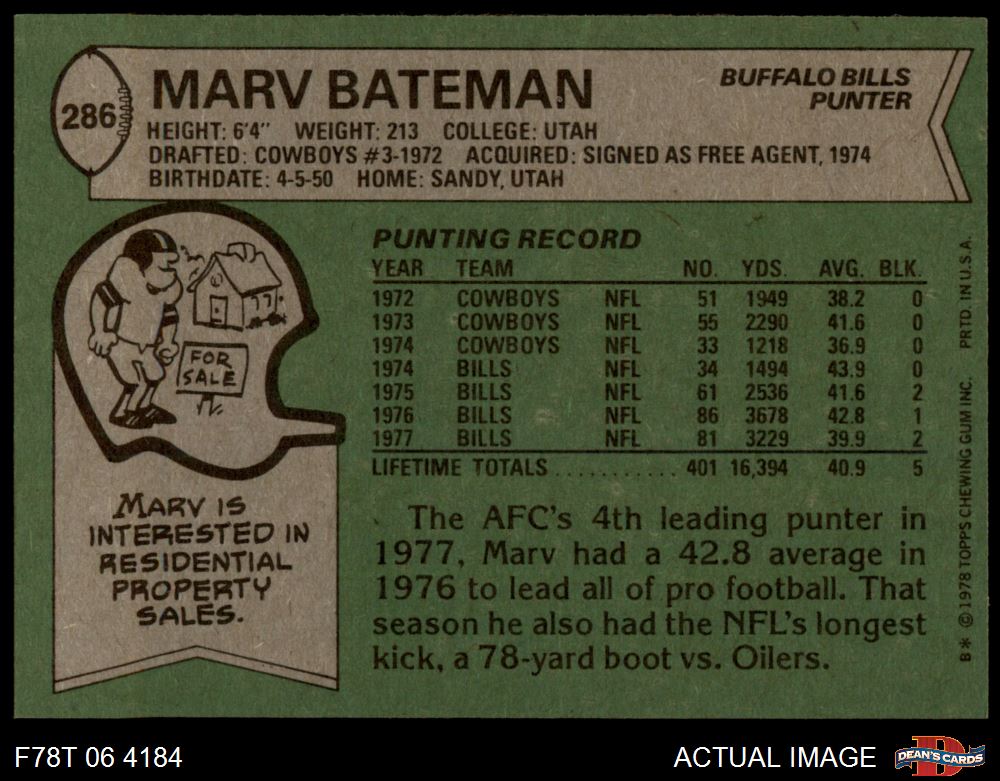 286
MARV BATEMAN
BUFFALO BILLS
PUNTER
HEIGHT: 6'4" WEIGHT: 213 COLLEGE: UTAH
DRAFTED: COWBOYS #3-1972 ACQUIRED: SIGNED AS FREE AGENT, 1974
BIRTHDATE: 4-5-50 HOME: SANDY, UTAH
FOR
SALE
MARV IS
INTERESTED IN
RESIDENTIAL
PROPERTY
SALES.
PUNTING RECORD
YEAR TEAM NO. YDS. AVG. BLK.
1972 COWBOYS NFL 51 1949 38.2 0
1973 COWBOYS NFL 55 2290 41.6 0
1974 COWBOYS NFL 33 1218 36.9 0
1974 BILLS NFL 34 1494 43.9 0
1975 BILLS NFL 61 2536 41.6 2
1976 BILLS NFL 86 3678 42.8 1
1977 BILLS NFL 81 3229 39.9 2
LIFETIME TOTALS ........... 401 16,394 40.9 5
The AFC's 4th leading punter in
1977, Marv had a 42.8 average in
1976 to lead all of pro football. That
season he also had the NFL's longest
kick, a 78-yard boot vs. Oilers.
B* ©1978 TOPPS CHEWING GUM INC. PRTD. IN U.S.A.
F78T 06 4184
ACTUAL IMAGE
D
DEAN'S CARDS